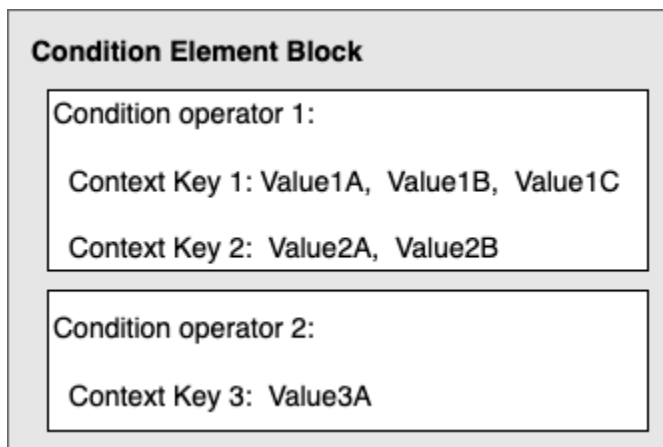 Condition Element Block
Condition operator 1:
Context Key 1: Value1A, Value1B, Value1C
Context Key 2: Value2A, Value2B
Condition operator 2:
Context Key 3: Value3A